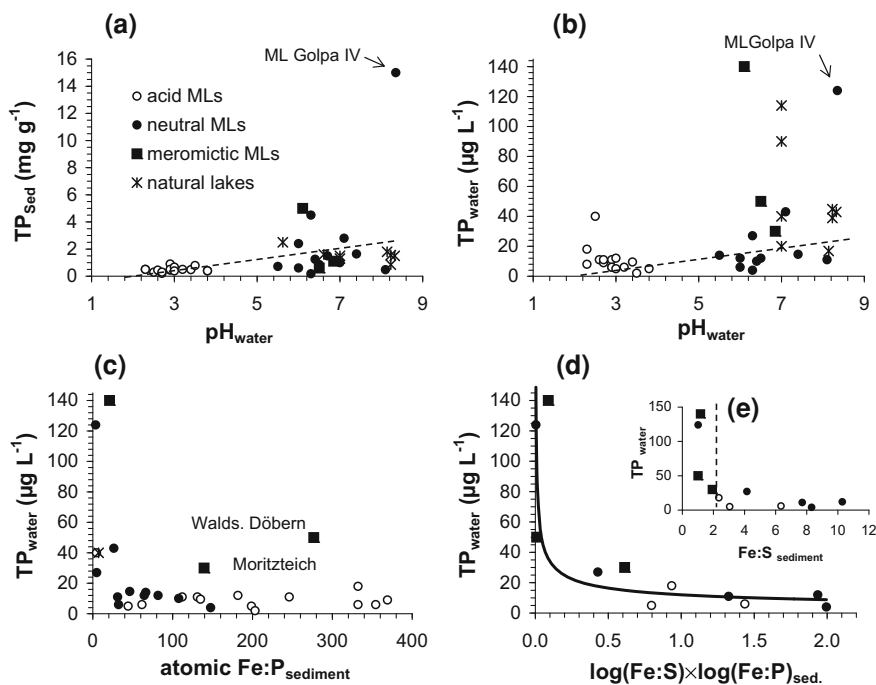 (a)
TP_Sed (mg g⁻¹)
16
14
12
10
8
6
4
2
0
ML Golpa IV
acid MLs
neutral MLs
meromictic MLs
natural lakes
1 3 5 7 9
pH_water
(b)
TP_water (µg L⁻¹)
140
120
100
80
60
40
20
0
MLGolpa IV
1 3 5 7 9
pH_water
(c)
TP_water (µg L⁻¹)
140
120
100
80
60
40
20
0
Walds. Döbern
Moritzteich
0 100 200 300 400
atomic Fe:P_sediment
(d)
TP_water (µg L⁻¹)
140
120
100
80
60
40
20
0
0.0 0.5 1.0 1.5 2.0
log(Fe:S)×log(Fe:P)_sed.
(e)
TP_water
150
100
50
0
0 2 4 6 8 10
Fe:S_sediment